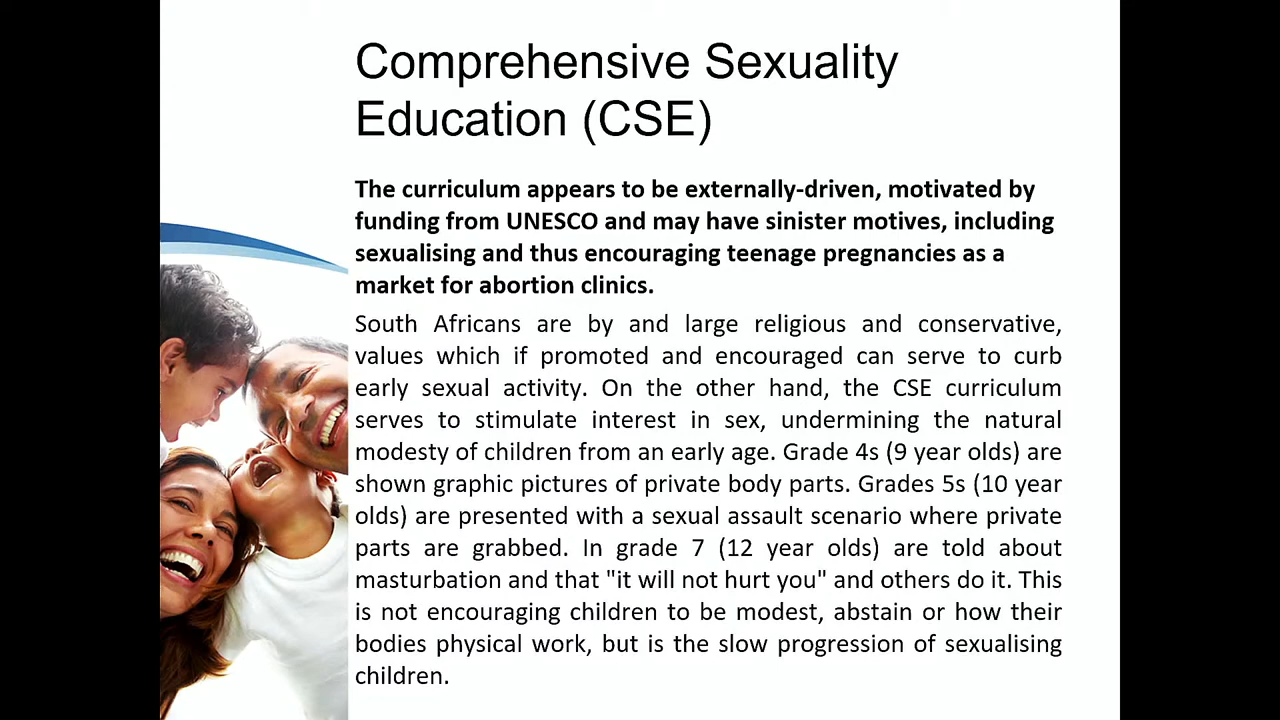 Comprehensive Sexuality
Education (CSE)
The curriculum appears to be externally-driven, motivated by
funding from UNESCO and may have sinister motives, including
sexualising and thus encouraging teenage pregnancies as a
market for abortion clinics.
South Africans are by and large religious and conservative,
values which if promoted and encouraged can serve to curb
early sexual activity. On the other hand, the CSE curriculum
serves to stimulate interest in sex, undermining the natural
modesty of children from an early age. Grade 4s (9 year olds) are
shown graphic pictures of private body parts. Grades 5s (10 year
olds) are presented with a sexual assault scenario where private
parts are grabbed. In grade 7 (12 year olds) are told about
masturbation and that "it will not hurt you" and others do it. This
is not encouraging children to be modest, abstain or how their
bodies physical work, but is the slow progression of sexualising
children.